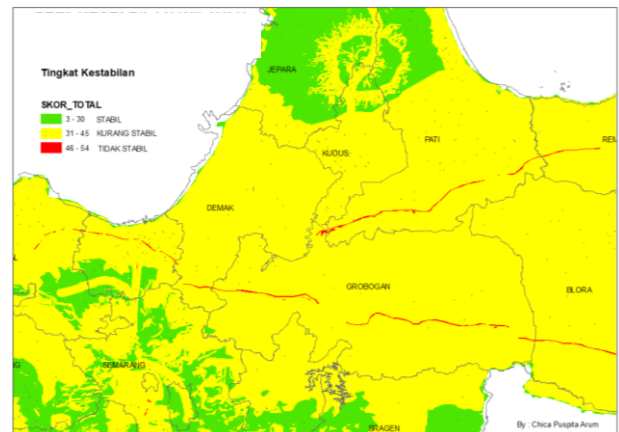 Tingkat Kestabilan
SKOR_TOTAL
3 - 30 STABIL
31 - 45 KURANG STABIL
46 - 54 TIDAK STABIL
JEPARA
KUDUS
PATI
DEMAK
GROBOGAN
BLORA
SEMARANG
SRAGEN
By : Chica Puspita Arum